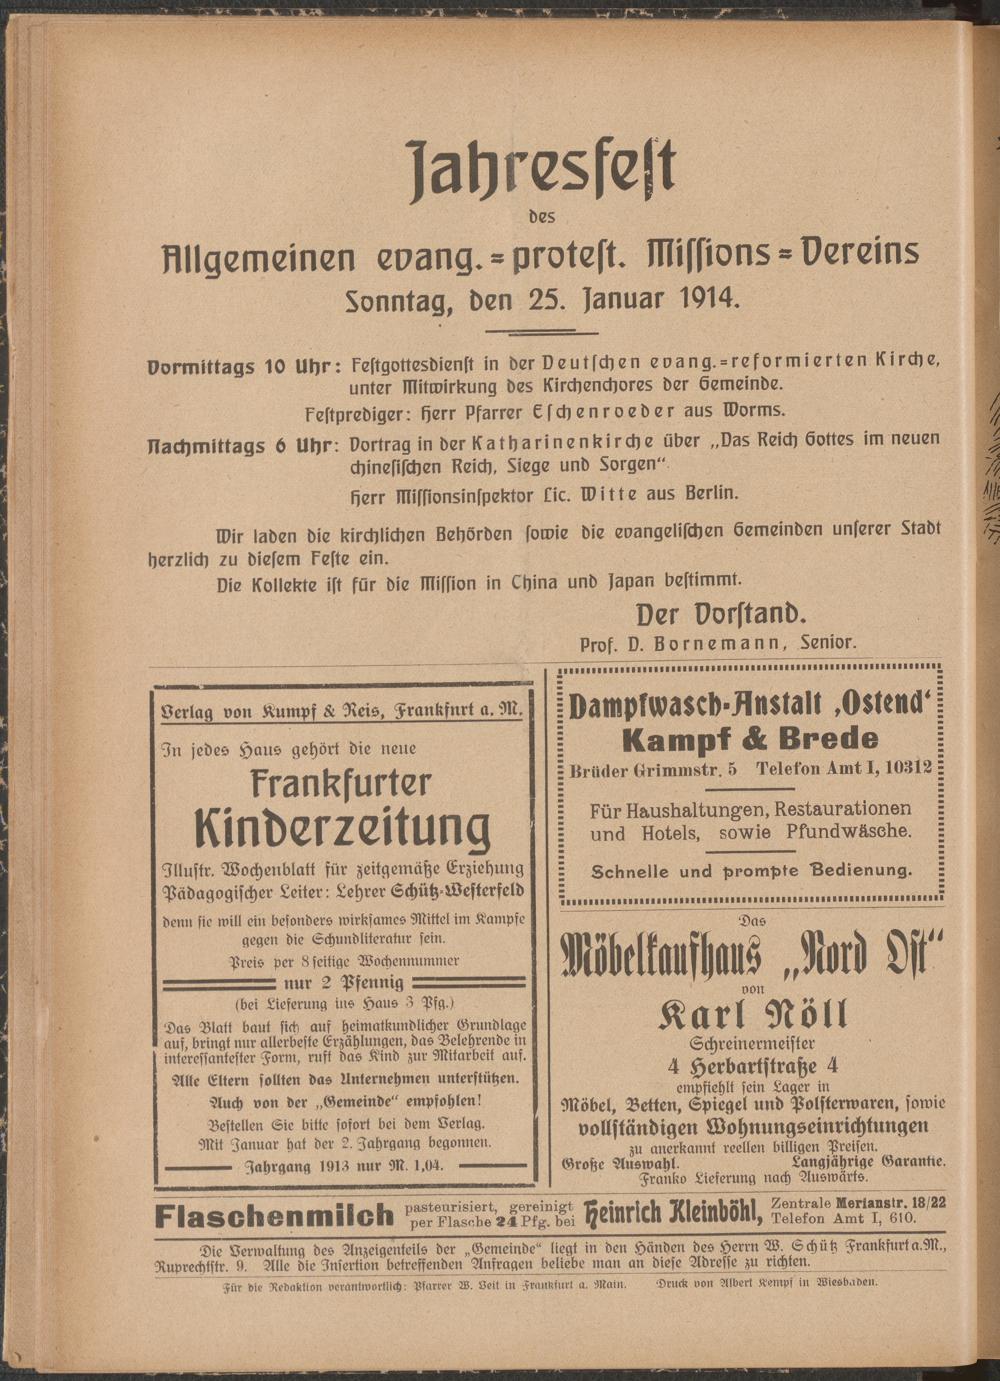 Jahresfest
des
Allgemeinen evang.=protest. Missions=Vereins
Sonntag, den 25. Januar 1914.
Vormittags 10 Uhr: Festgottesdienst in der Deutschen evang.=reformierten Kirche,
unter Mitwirkung des Kirchenchores der Gemeinde.
Festprediger: Herr Pfarrer Eschenroeder aus Worms.
Nachmittags 6 Uhr: Vortrag in der Katharinenkirche über „Das Reich Gottes im neuen
chinesischen Reich, Siege und Sorgen“.
Herr Missionsinspektor Lic. Witte aus Berlin.
Wir laden die kirchlichen Behörden sowie die evangelischen Gemeinden unserer Stadt
herzlich zu diesem Feste ein.
Die Kollekte ist für die Mission in China und Japan bestimmt.
Der Vorstand.
Prof. D. Bornemann, Senior.
Verlag von Kumpf & Reis, Frankfurt a. M.
In jedes Haus gehört die neue
Frankfurter
Kinderzeitung
Illustr. Wochenblatt für zeitgemäße Erziehung
Pädagogischer Leiter: Lehrer Schütz-Westerfeld
denn sie will ein besonders wirksames Mittel im Kampfe
gegen die Schundliteratur sein.
Preis per 8 seitige Wochennummer
nur 2 Pfennig
(bei Lieferung ins Haus 3 Pfg.)
Das Blatt baut sich auf heimatkundlicher Grundlage
auf, bringt nur allerbeste Erzählungen, das Belehrende in
interessantester Form, ruft das Kind zur Mitarbeit auf.
Alle Eltern sollten das Unternehmen unterstützen.
Auch von der „Gemeinde“ empfohlen!
Bestellen Sie bitte sofort bei dem Verlag.
Mit Januar hat der 2. Jahrgang begonnen.
Jahrgang 1913 nur M. 1,04.
Dampfwasch-Anstalt ‚Ostend‘
Kampf & Brede
Brüder Grimmstr. 5 Telefon Amt I, 10312
Für Haushaltungen, Restaurationen
und Hotels, sowie Pfundwäsche.
Schnelle und prompte Bedienung.
Das
Möbelkaufhaus „Nord Ost“
von
Karl Nöll
Schreinermeister
4 Herbartstraße 4
empfiehlt sein Lager in
Möbel, Betten, Spiegel und Polsterwaren, sowie
vollständigen Wohnungseinrichtungen
zu anerkannt reellen billigen Preisen.
Große Auswahl. Langjährige Garantie.
Franko Lieferung nach Auswärts.
Flaschenmilch pasteurisiert, gereinigt per Flasche 24 Pfg. bei Heinrich Kleinböhl, Zentrale Merianstr. 18/22 Telefon Amt I, 610.
Die Verwaltung des Anzeigenteils der „Gemeinde“ liegt in den Händen des Herrn W. Schütz Frankfurt a.M.,
Ruprechtstr. 9. Alle die Insertion betreffenden Anfragen beliebe man an diese Adresse zu richten.
Für die Redaktion verantwortlich: Pfarrer W. Veit in Frankfurt a. Main. Druck von Albert Kempf in Wiesbaden.